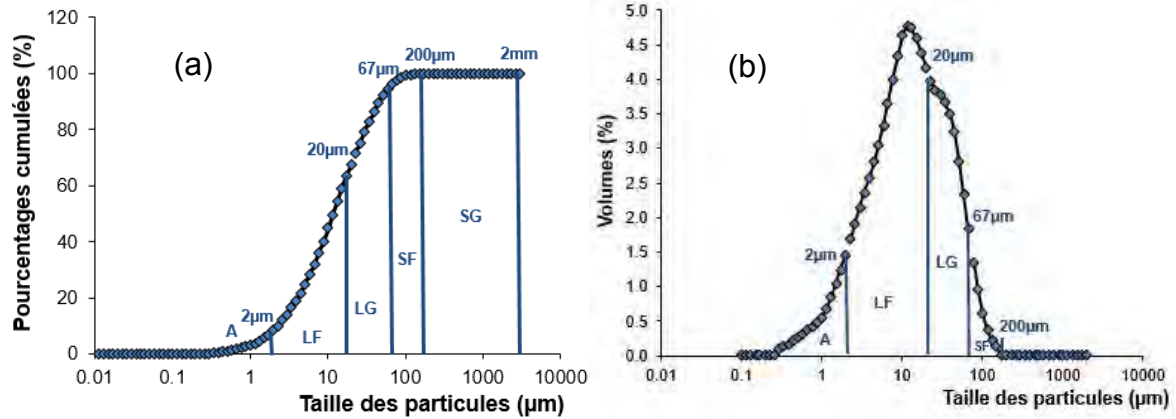 (a)
Pourcentages cumulées (%)
120
100
80
60
40
20
0
67µm
200µm
2mm
20µm
2µm
A
LF
LG
SF
SG
0.01
0.1
1
10
100
1000
10000
Taille des particules (µm)
(b)
Volumes (%)
5.0
4.5
4.0
3.5
3.0
2.5
2.0
1.5
1.0
0.5
0.0
20µm
67µm
2µm
200µm
A
LF
LG
SF
0.01
0.1
1
10
100
1000
10000
Taille des particules (µm)